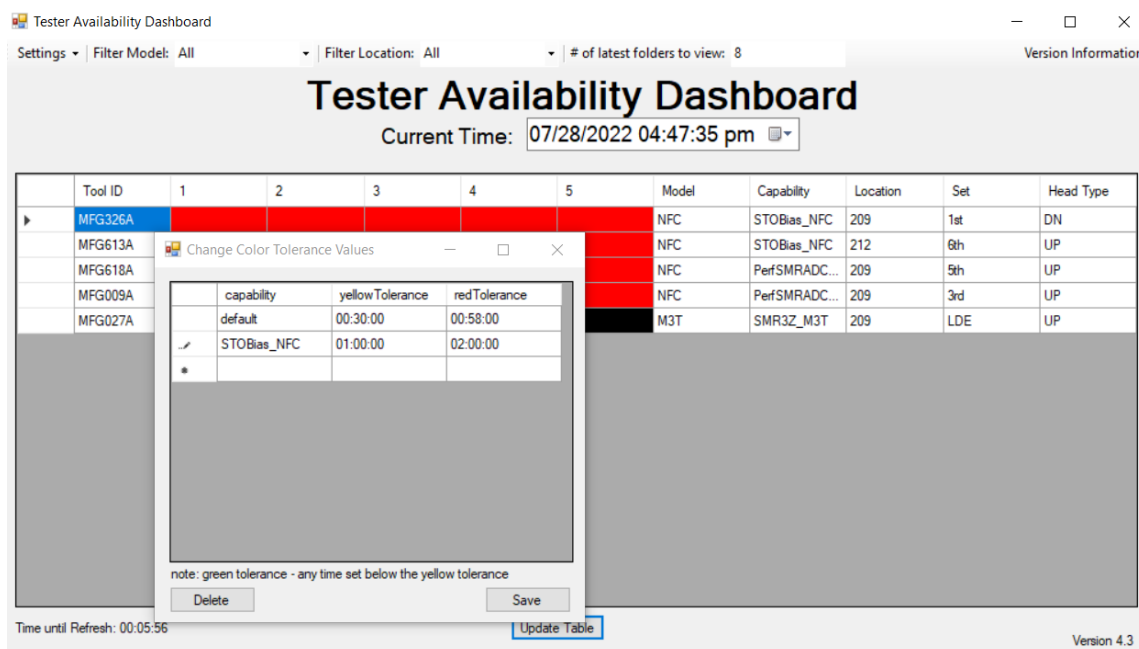 Tester Availability Dashboard
Settings Filter Model: All Filter Location: All # of latest folders to view: 8 Version Information
Tester Availability Dashboard
Current Time: 07/28/2022 04:47:35 pm
Tool ID 1 2 3 4 5 Model Capability Location Set Head Type
MFG326A NFC STOBias_NFC 209 1st DN
MFG613A NFC STOBias_NFC 212 6th UP
MFG618A NFC PerfSMRADC... 209 5th UP
MFG009A NFC PerfSMRADC... 209 3rd UP
MFG027A M3T SMR3Z_M3T 209 LDE UP
Change Color Tolerance Values
capability yellowTolerance redTolerance
default 00:30:00 00:58:00
STOBias_NFC 01:00:00 02:00:00
note: green tolerance - any time set below the yellow tolerance
Delete Save
Time until Refresh: 00:05:56 Update Table
Version 4.3